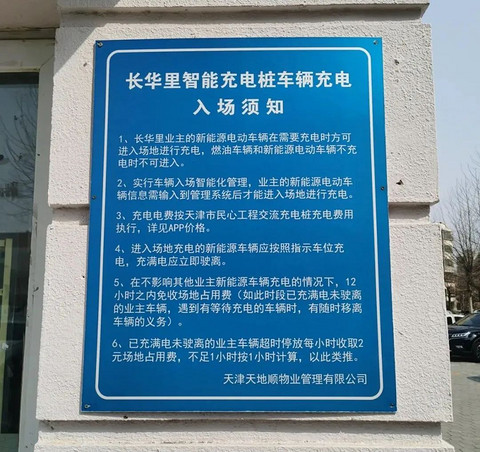 长华里智能充电桩车辆充电
入场须知
1、长华里业主的新能源电动车辆在需要充电时方可
进入场地进行充电，燃油车辆和新能源电动车辆不充
电时不可进入。
2、实行车辆入场智能化管理，业主的新能源电动车
辆信息需输入到管理系统后才能进入场地进行充电。
3、充电电费按天津市民心工程交流充电桩充电费用
执行，详见APP价格。
4、进入场地充电的新能源车辆应按照指示车位充
电，充满电应立即驶离。
5、在不影响其他业主新能源车辆充电的情况下，12
小时之内免收场地占用费（如此时段已充满电未驶离
的业主车辆，遇到有等待充电的车辆时，有随时移离
车辆的义务）。
6、已充满电未驶离的业主车辆超时停放每小时收取2
元场地占用费，不足1小时按1小时计算，以此类推。
天津天地顺物业管理有限公司